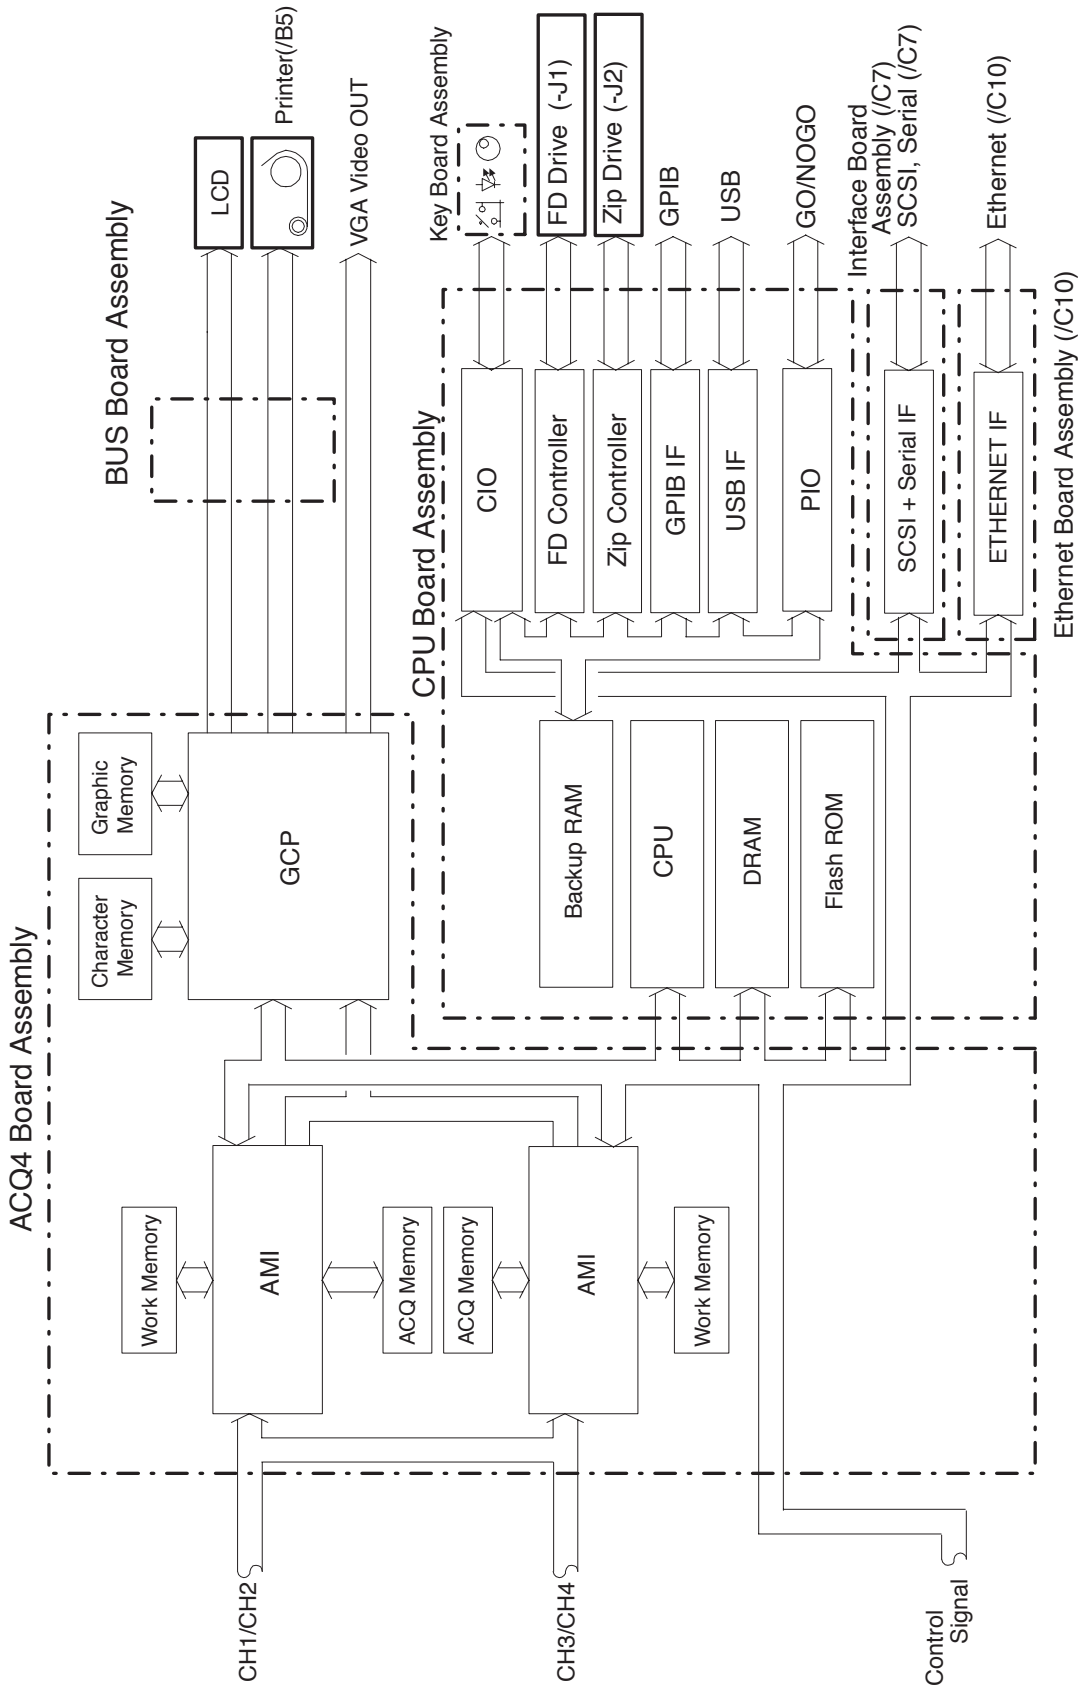 ACQ4 Board Assembly
BUS Board Assembly
CPU Board Assembly
Key Board Assembly
Interface Board
Assembly (/C7)
Ethernet Board Assembly (/C10)
CH1/CH2
CH3/CH4
Control
Signal
Work Memory
AMI
ACQ Memory
ACQ Memory
AMI
Work Memory
Character
Memory
Graphic
Memory
GCP
LCD
Printer(/B5)
VGA Video OUT
Backup RAM
CPU
DRAM
Flash ROM
CIO
FD Controller
Zip Controller
GPIB IF
USB IF
PIO
SCSI + Serial IF
ETHERNET IF
FD Drive (-J1)
Zip Drive (-J2)
GPIB
USB
GO/NOGO
SCSI, Serial (/C7)
Ethernet (/C10)